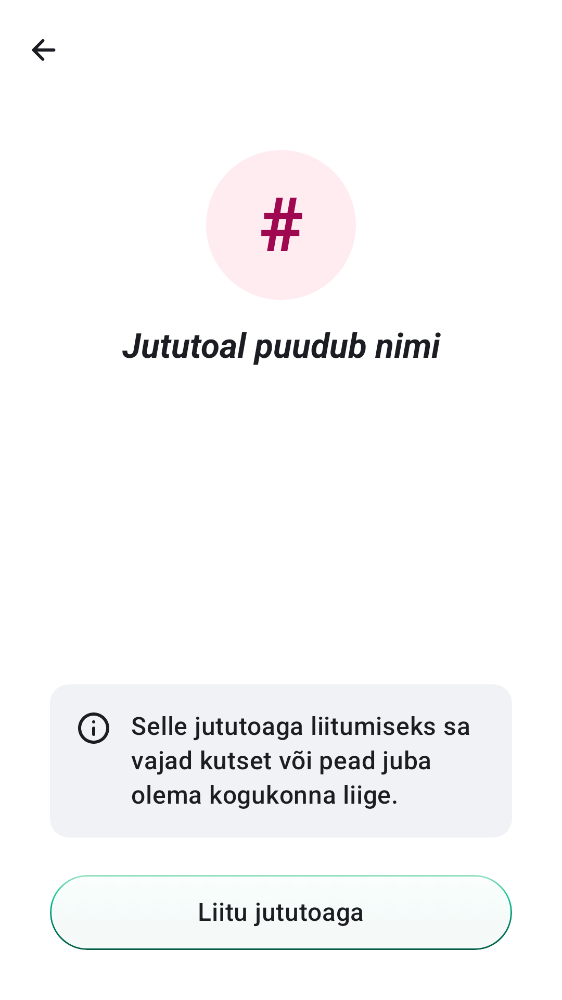 #
Jututoal puudub nimi
Selle jututoaga liitumiseks sa
vajad kutset või pead juba
olema kogukonna liige.
Liitu jututoaga